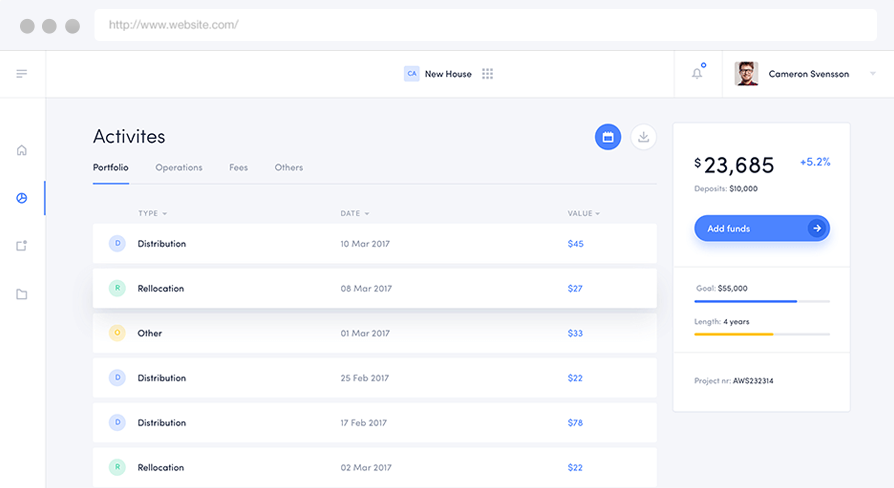 http://www.website.com/
CA New House
Cameron Svensson
Activites
Portfolio Operations Fees Others
TYPE DATE VALUE
D Distribution 10 Mar 2017 $45
R Rellocation 08 Mar 2017 $27
O Other 01 Mar 2017 $33
D Distribution 25 Feb 2017 $22
D Distribution 17 Feb 2017 $78
R Rellocation 02 Mar 2017 $22
$23,685 +5.2%
Deposits: $10,000
Add funds
Goal: $55,000
Length: 4 years
Project nr: AWS232314